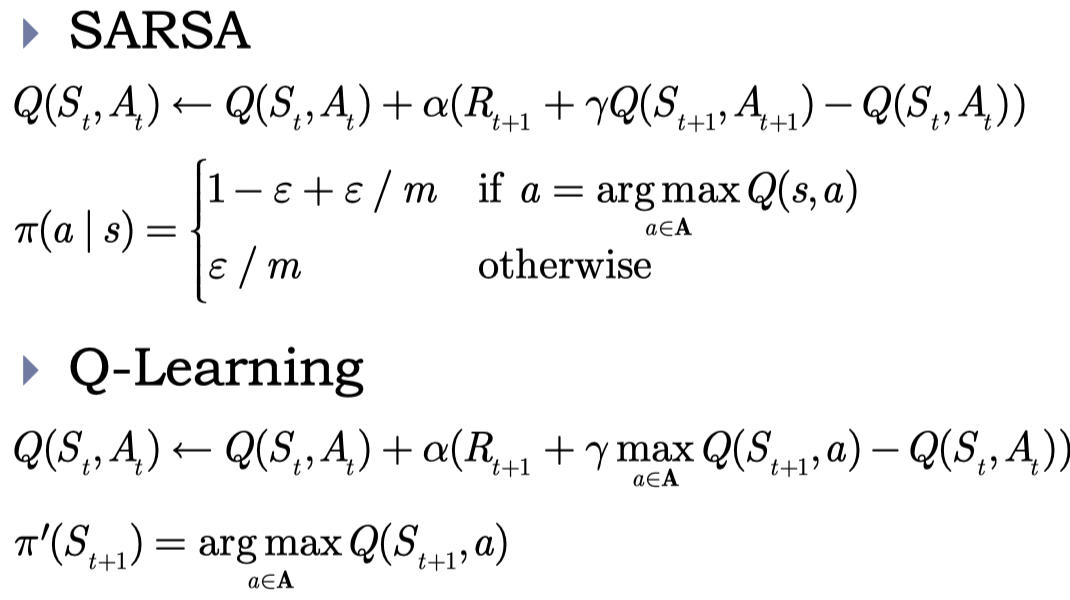 SARSA
Q(S_t, A_t) ← Q(S_t, A_t) + α(R_{t+1} + γQ(S_{t+1}, A_{t+1}) − Q(S_t, A_t))
π(a | s) = { 1 − ε + ε / m if a = arg max_{a∈A} Q(s, a)
ε / m otherwise
Q-Learning
Q(S_t, A_t) ← Q(S_t, A_t) + α(R_{t+1} + γ max_{a∈A} Q(S_{t+1}, a) − Q(S_t, A_t))
π′(S_{t+1}) = arg max_{a∈A} Q(S_{t+1}, a)